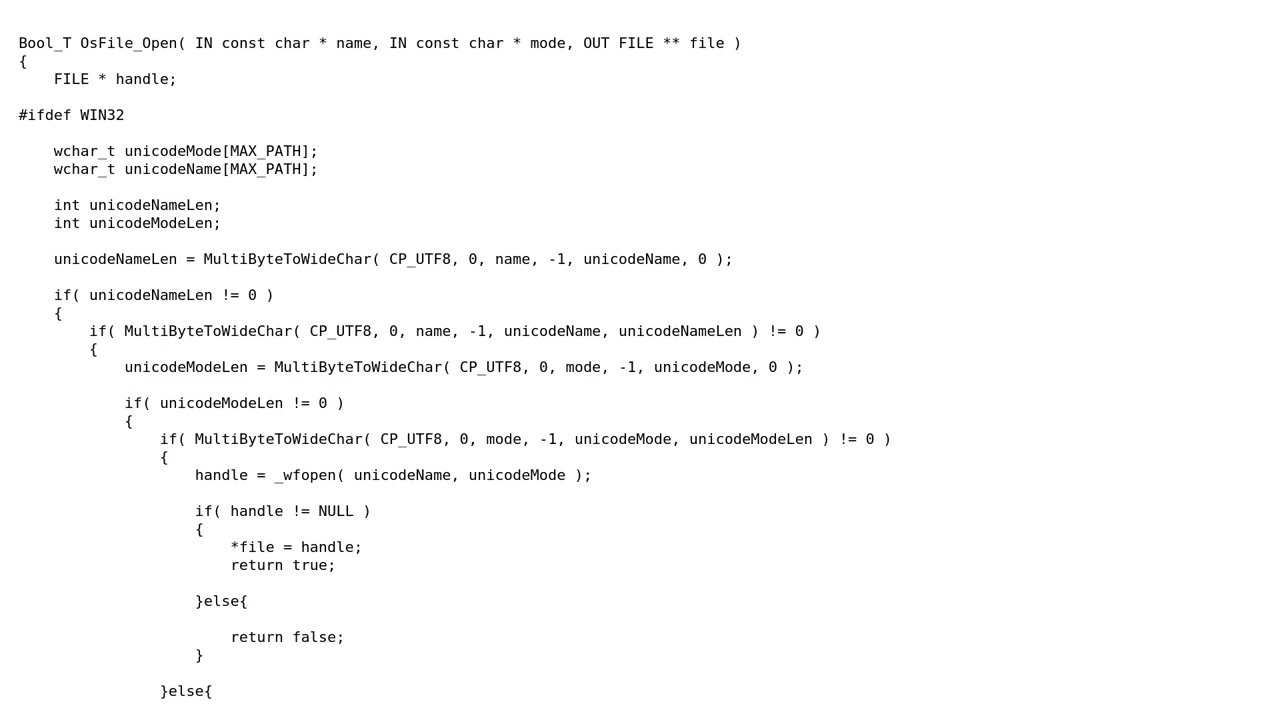 Bool_T OsFile_Open( IN const char * name, IN const char * mode, OUT FILE ** file )
{
    FILE * handle;

#ifdef WIN32

    wchar_t unicodeMode[MAX_PATH];
    wchar_t unicodeName[MAX_PATH];

    int unicodeNameLen;
    int unicodeModeLen;

    unicodeNameLen = MultiByteToWideChar( CP_UTF8, 0, name, -1, unicodeName, 0 );

    if( unicodeNameLen != 0 )
    {
        if( MultiByteToWideChar( CP_UTF8, 0, name, -1, unicodeName, unicodeNameLen ) != 0 )
        {
            unicodeModeLen = MultiByteToWideChar( CP_UTF8, 0, mode, -1, unicodeMode, 0 );

            if( unicodeModeLen != 0 )
            {
                if( MultiByteToWideChar( CP_UTF8, 0, mode, -1, unicodeMode, unicodeModeLen ) != 0 )
                {
                    handle = _wfopen( unicodeName, unicodeMode );

                    if( handle != NULL )
                    {
                        *file = handle;
                        return true;

                    }else{

                        return false;
                    }

                }else{